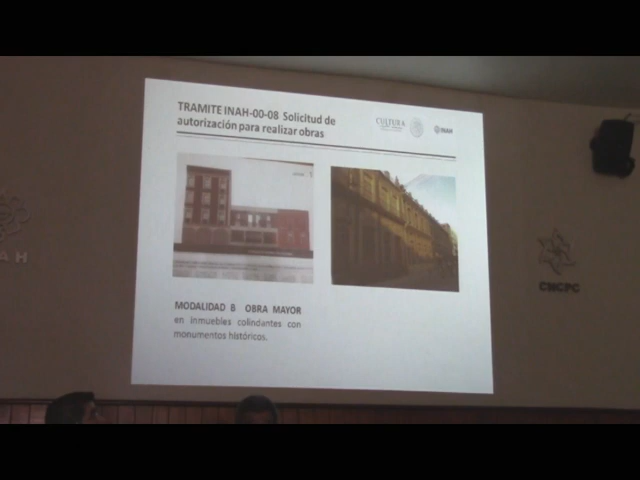 TRAMITE INAH-00-08 Solicitud de
autorización para realizar obras
CULTURA
INAH
MODALIDAD B OBRA MAYOR
en inmuebles colindantes con
monumentos históricos.
AH
CNCPC